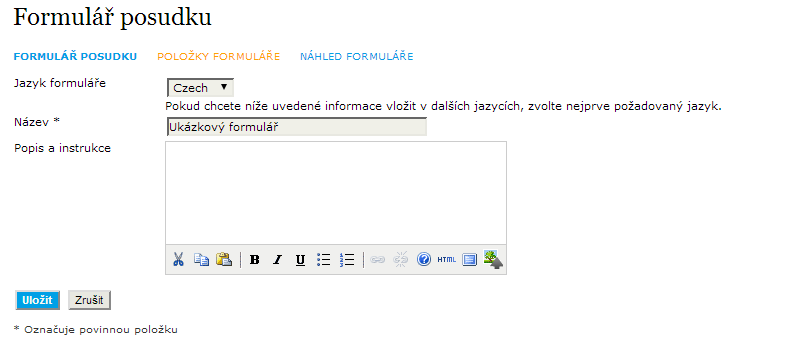 Formulář posudku
FORMULÁŘ POSUDKU POLOŽKY FORMULÁŘE NÁHLED FORMULÁŘE
Jazyk formuláře Czech
Pokud chcete níže uvedené informace vložit v dalších jazycích, zvolte nejprve požadovaný jazyk.
Název * Ukázkový formulář
Popis a instrukce
B I U HTML
Uložit Zrušit
* Označuje povinnou položku